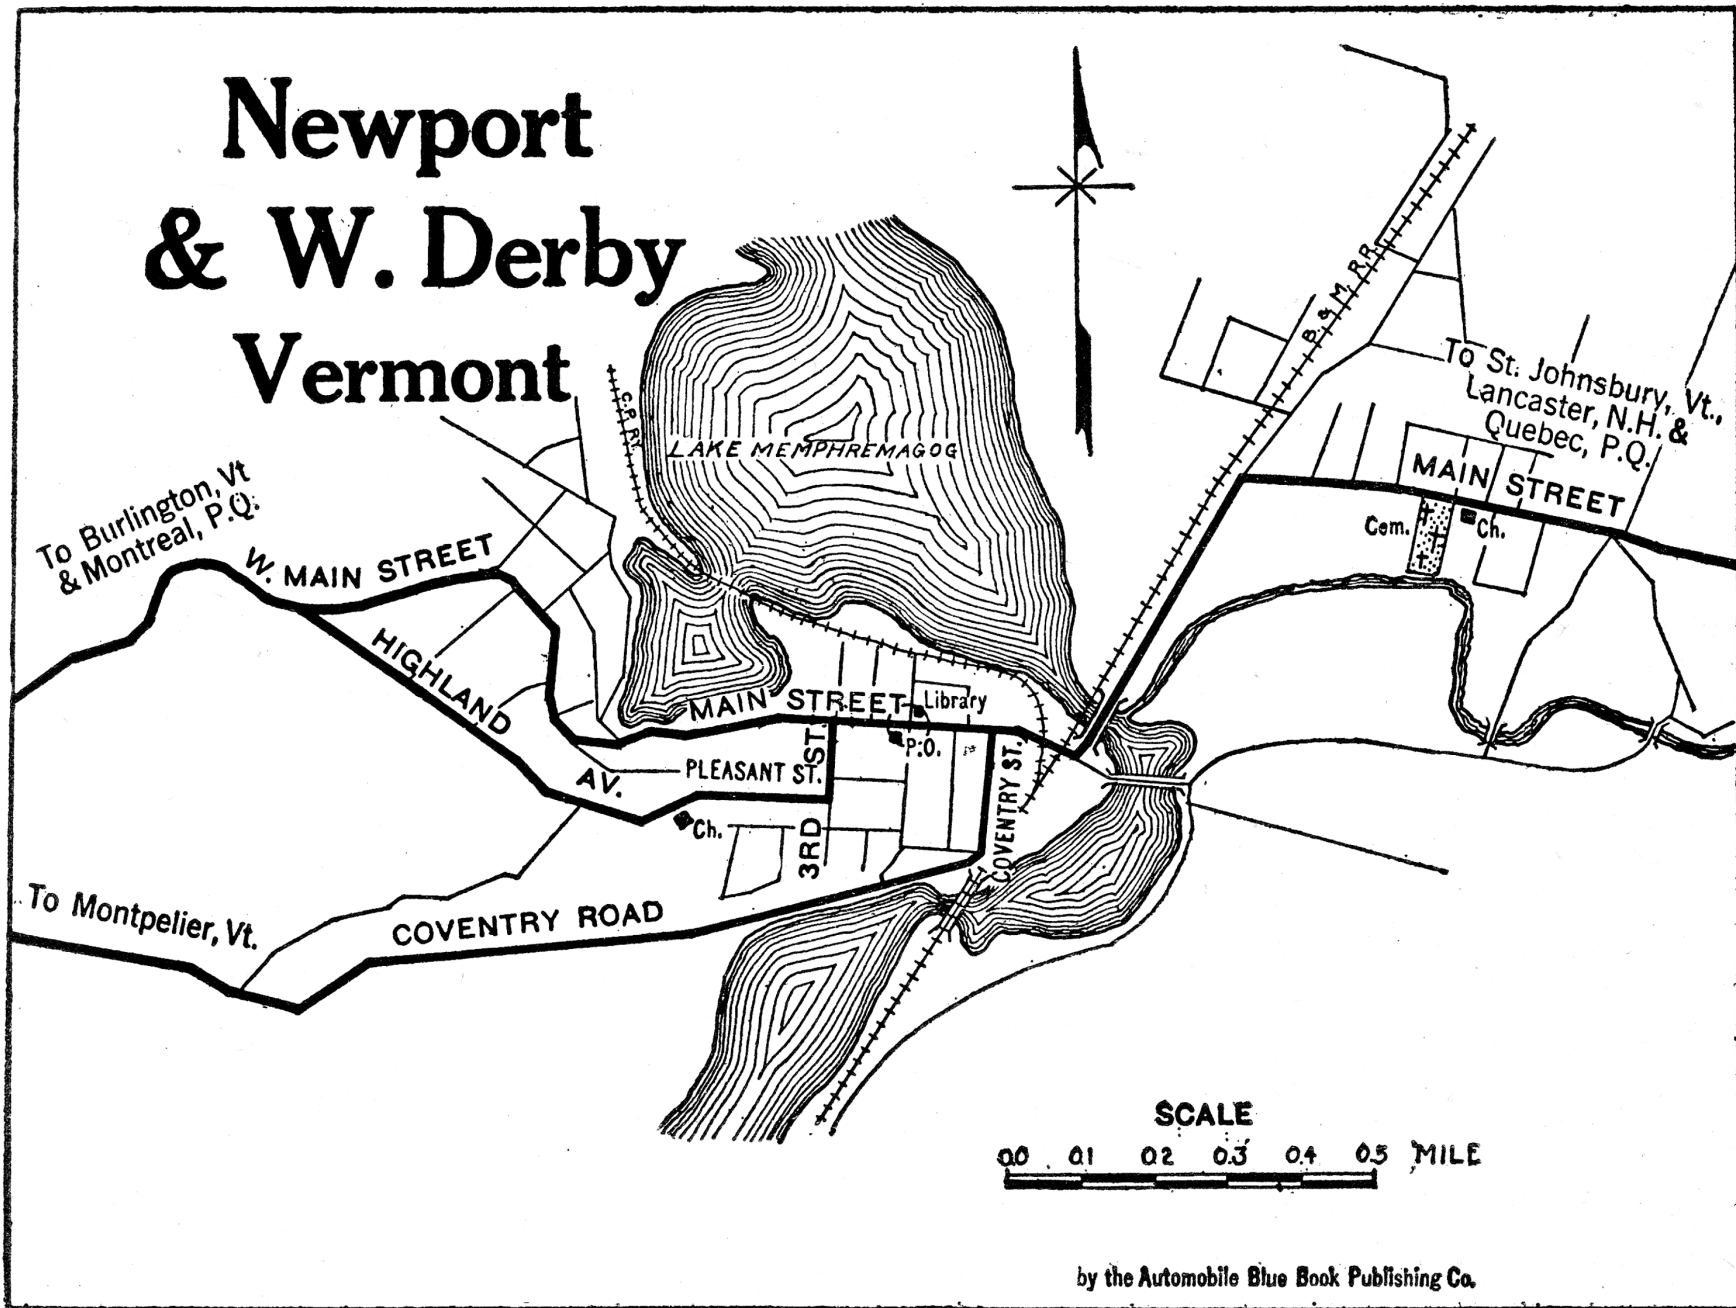 Newport
& W. Derby
Vermont
C.P. RY.
LAKE MEMPHREMAGOG
B. & M. R.R.
To St. Johnsbury, Vt.,
Lancaster, N.H. &
Quebec, P.Q.
MAIN STREET
Cem.
Ch.
To Burlington, Vt
& Montreal, P.Q.
W. MAIN STREET
HIGHLAND AV.
MAIN STREET
Library
P.O.
PLEASANT ST.
3RD ST.
COVENTRY ST.
Ch.
To Montpelier, Vt.
COVENTRY ROAD
SCALE
0.0 0.1 0.2 0.3 0.4 0.5 MILE
by the Automobile Blue Book Publishing Co.